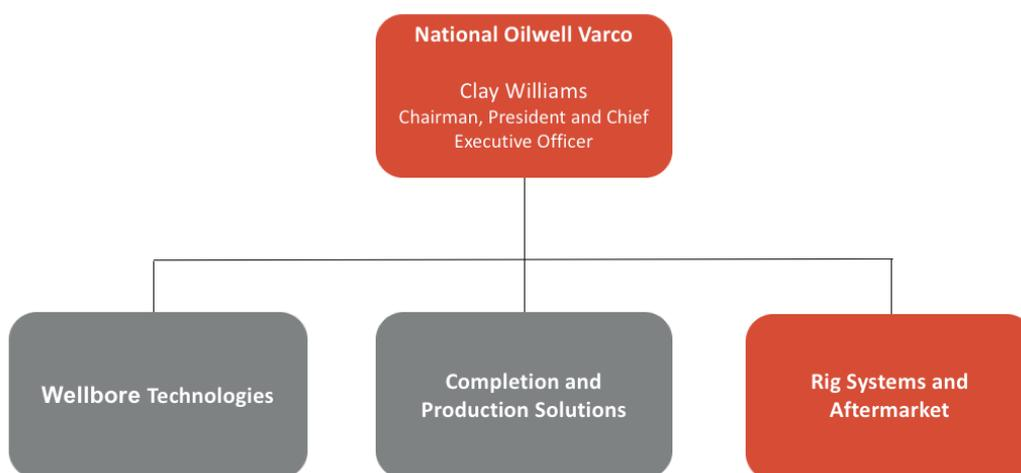 National Oilwell Varco
Clay Williams
Chairman, President and Chief
Executive Officer
Wellbore Technologies
Completion and
Production Solutions
Rig Systems and
Aftermarket